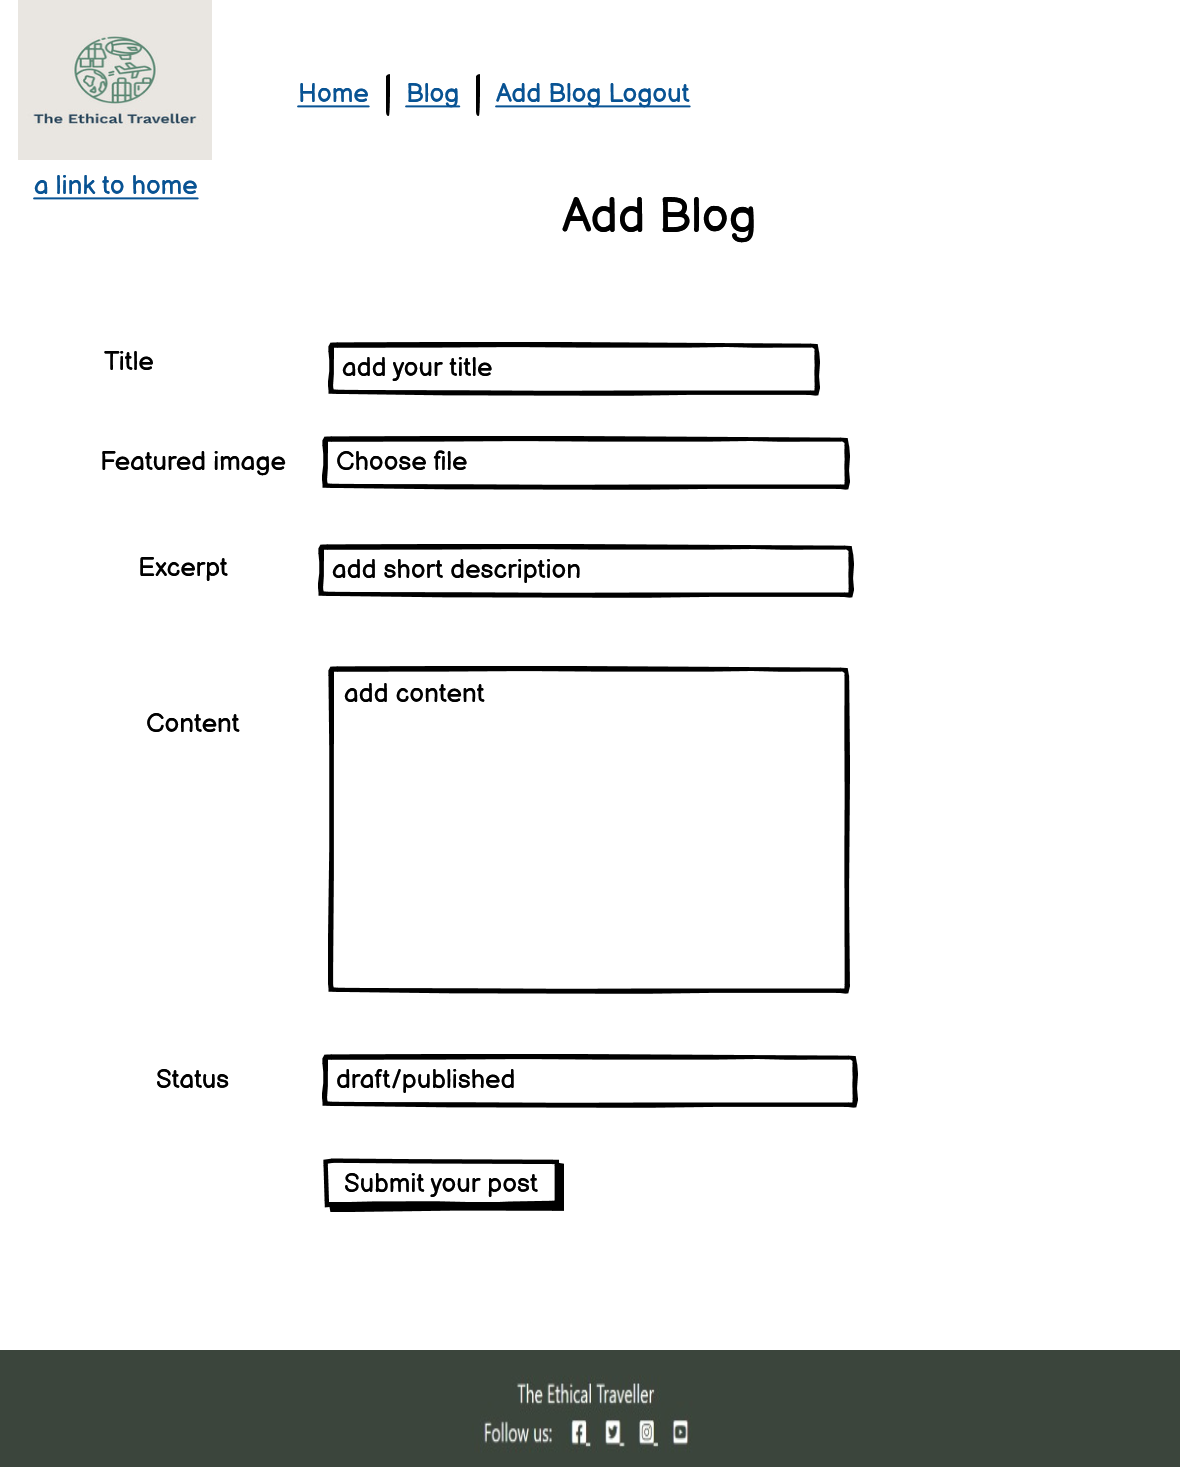 The Ethical Traveller
Home | Blog | Add Blog Logout
a link to home
Add Blog
Title
add your title
Featured image
Choose file
Excerpt
add short description
Content
add content
Status
draft/published
Submit your post
The Ethical Traveller
Follow us: